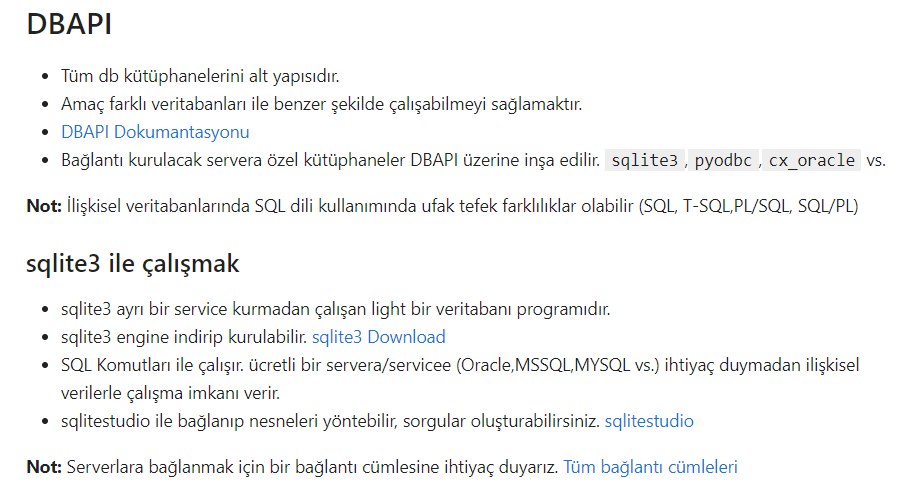 DBAPI
• Tüm db kütüphanelerini alt yapısıdır.
• Amaç farklı veritabanları ile benzer şekilde çalışabilmeyi sağlamaktır.
• DBAPI Dokumantasyonu
• Bağlantı kurulacak servera özel kütüphaneler DBAPI üzerine inşa edilir. sqlite3 , pyodbc , cx_oracle vs.
Not: İlişkisel veritabanlarında SQL dili kullanımında ufak tefek farklılıklar olabilir (SQL, T-SQL,PL/SQL, SQL/PL)
sqlite3 ile çalışmak
• sqlite3 ayrı bir service kurmadan çalışan light bir veritabanı programıdır.
• sqlite3 engine indirip kurulabilir. sqlite3 Download
• SQL Komutları ile çalışır. ücretli bir servera/servicee (Oracle,MSSQL,MYSQL vs.) ihtiyaç duymadan ilişkisel
verilerle çalışma imkanı verir.
• sqlitestudio ile bağlanıp nesneleri yöntebilir, sorgular oluşturabilirsiniz. sqlitestudio
Not: Serverlara bağlanmak için bir bağlantı cümlesine ihtiyaç duyarız. Tüm bağlantı cümleleri